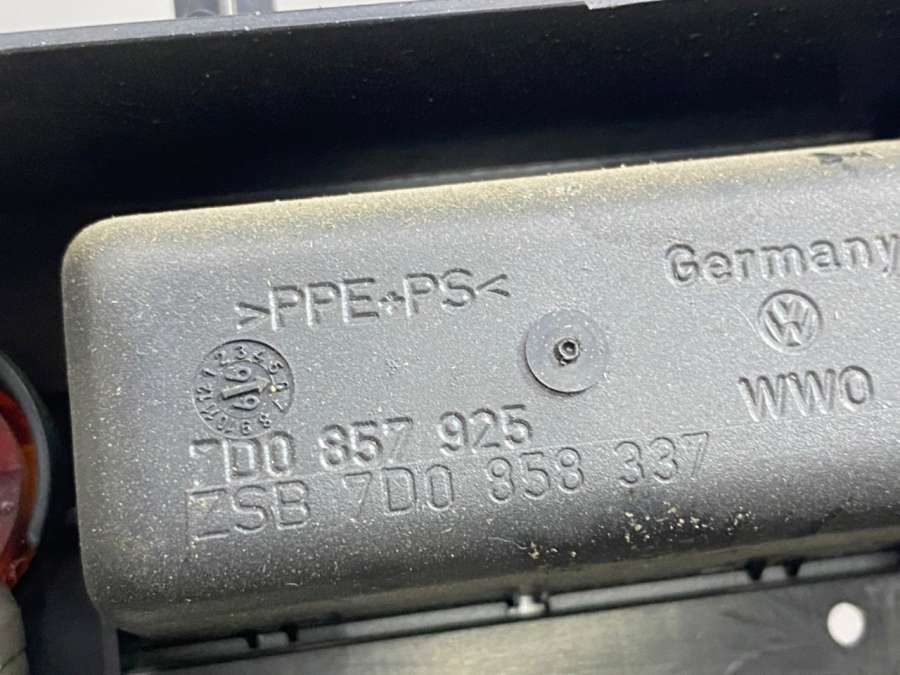 >PPE+PS<
Germany
WWO
7D0 857 925
ZSB 7D0 858 337